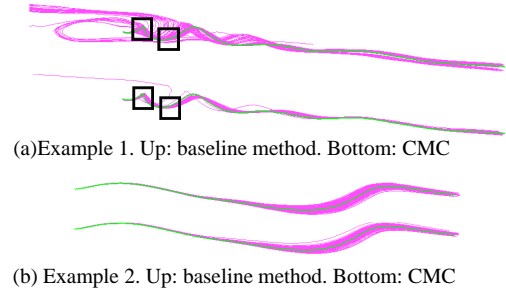 (a)Example 1. Up: baseline method. Bottom: CMC
(b) Example 2. Up: baseline method. Bottom: CMC